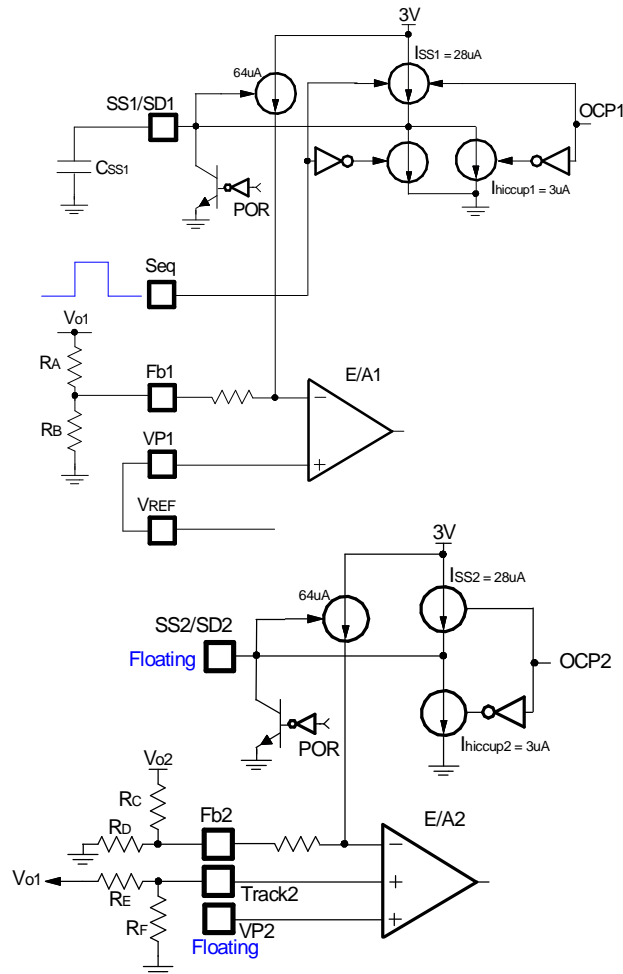 3V
ISS1 = 28uA
64uA
SS1/SD1
OCP1
CSS1
POR
Ihiccup1 = 3uA
Seq
Vo1
RA
Fb1
E/A1
RB
VP1
VREF
3V
ISS2 = 28uA
64uA
SS2/SD2
Floating
OCP2
POR
Ihiccup2 = 3uA
Vo2
RC
Fb2
E/A2
RD
Vo1
RE
Track2
RF
VP2
Floating